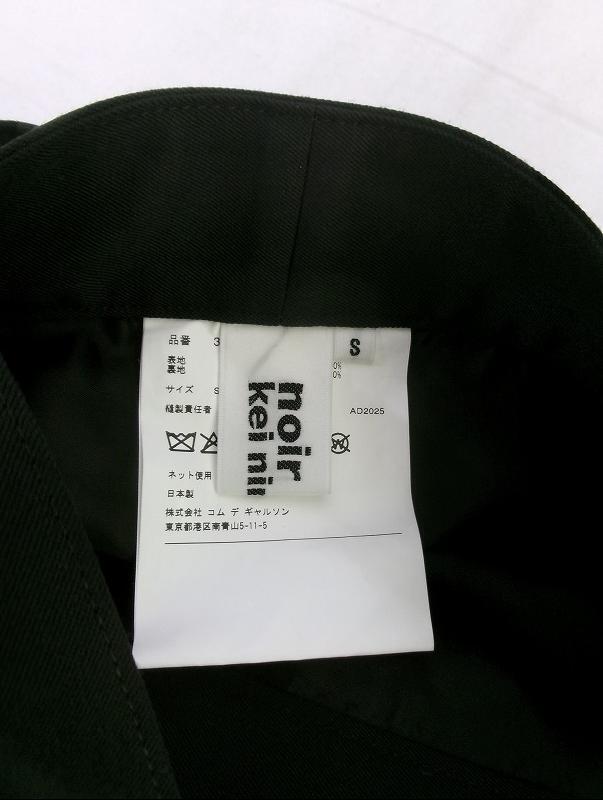 品番 3
S
表地 0%
裏地 0%
サイズ S
縫製責任者 AD2025
noir
kei ni
ネット使用
日本製
株式会社 コム デ ギャルソン
東京都港区南青山5-11-5